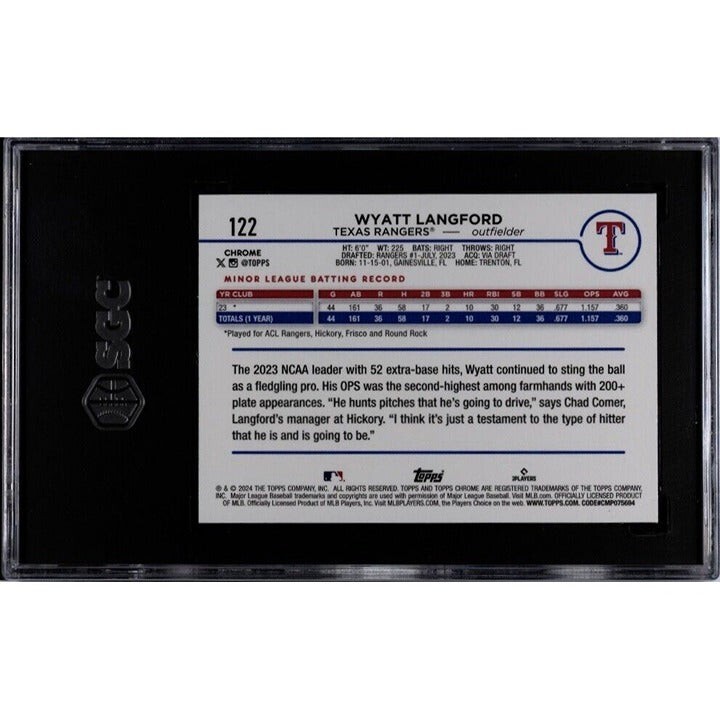 SGC
122
WYATT LANGFORD
TEXAS RANGERS® — outfielder
T
CHROME
X @TOPPS
HT: 6'0" WT: 225 BATS: RIGHT THROWS: RIGHT
DRAFTED: RANGERS #1-JULY, 2023 ACQ: VIA DRAFT
BORN: 11-15-01, GAINESVILLE, FL HOME: TRENTON, FL
MINOR LEAGUE BATTING RECORD
YR CLUB G AB R H 2B 3B HR RBI SB BB SLG OPS AVG
23 * 44 161 36 58 17 2 10 30 12 36 .677 1.157 .360
TOTALS (1 YEAR) 44 161 36 58 17 2 10 30 12 36 .677 1.157 .360
*Played for ACL Rangers, Hickory, Frisco and Round Rock
The 2023 NCAA leader with 52 extra-base hits, Wyatt continued to sting the ball
as a fledgling pro. His OPS was the second-highest among farmhands with 200+
plate appearances. “He hunts pitches that he's going to drive,” says Chad Comer,
Langford's manager at Hickory. “I think it's just a testament to the type of hitter
that he is and is going to be.”
Topps
PLAYERS
® & © 2024 THE TOPPS COMPANY, INC. ALL RIGHTS RESERVED. TOPPS AND TOPPS CHROME ARE REGISTERED TRADEMARKS OF THE TOPPS COMPANY,
INC. Major League Baseball trademarks and copyrights are used with permission of Major League Baseball. Visit MLB.com. OFFICIALLY LICENSED PRODUCT
OF MLB. Officially Licensed Product of MLB Players, Inc. Visit MLBPLAYERS.COM, the Players Choice on the web. WWW.TOPPS.COM. CODE#CMP075694